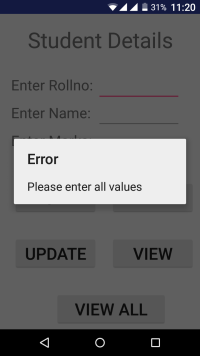 31% 11:20
Student Details
Enter Rollno:
Enter Name:
Error
Please enter all values
UPDATE VIEW
VIEW ALL